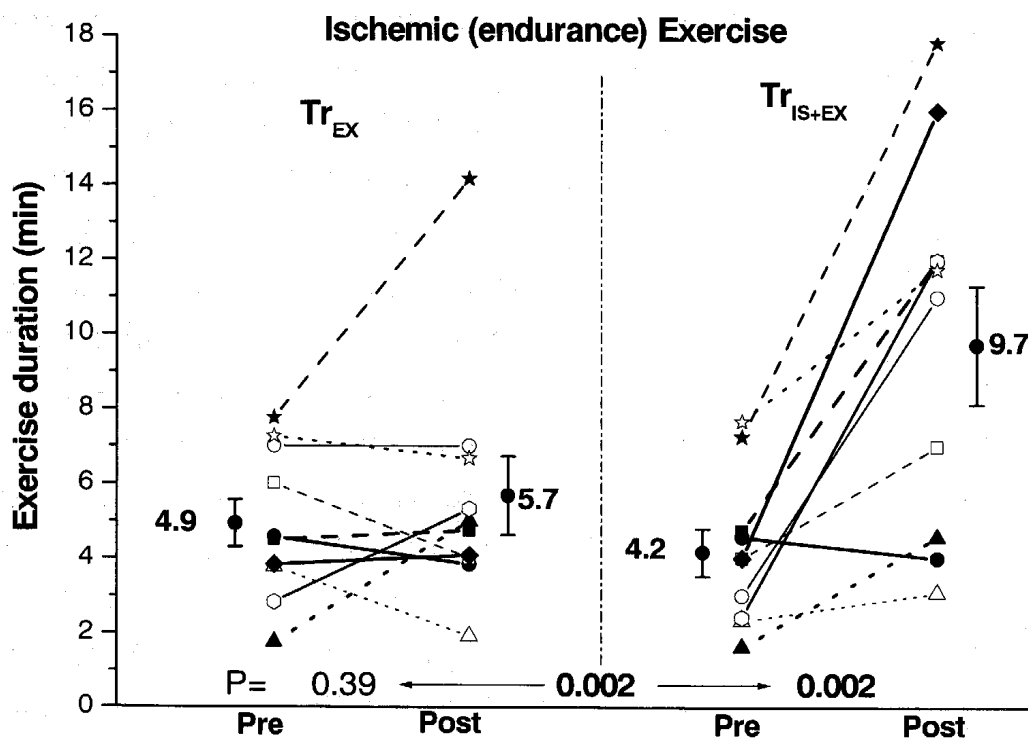 Ischemic (endurance) Exercise
Tr_EX
Tr_IS+EX
Exercise duration (min)
18
16
14
12
10
8
6
4
2
0
4.9
5.7
4.2
9.7
P= 0.39 0.002 0.002
Pre Post Pre Post